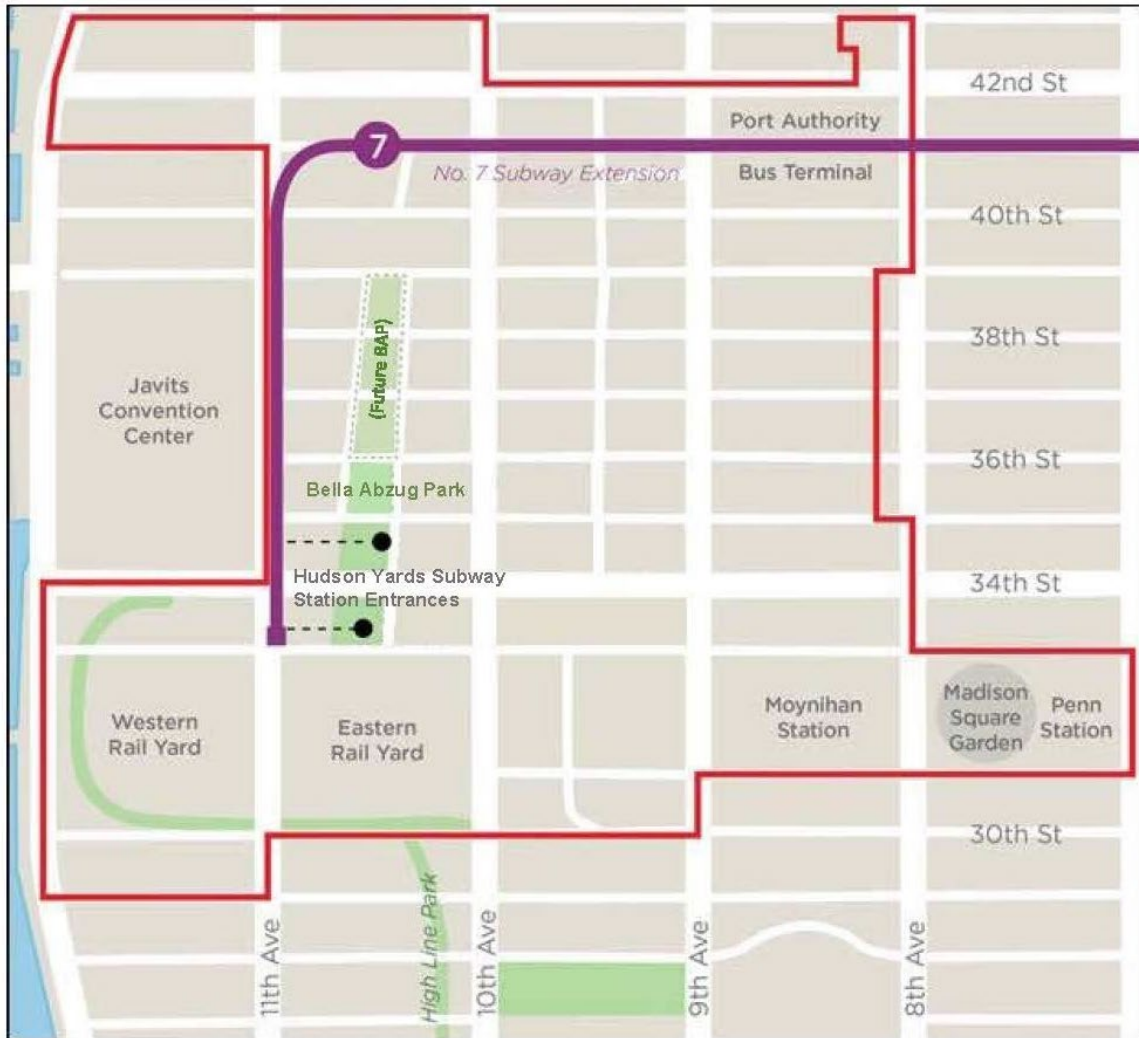 42nd St
Port Authority
7
No. 7 Subway Extension
Bus Terminal
40th St
(Future BAP)
38th St
Javits
Convention
Center
36th St
Bella Abzug Park
Hudson Yards Subway
Station Entrances
34th St
Western
Rail Yard
Eastern
Rail Yard
Moynihan
Station
Madison
Square
Garden
Penn
Station
30th St
High Line Park
11th Ave
10th Ave
9th Ave
8th Ave